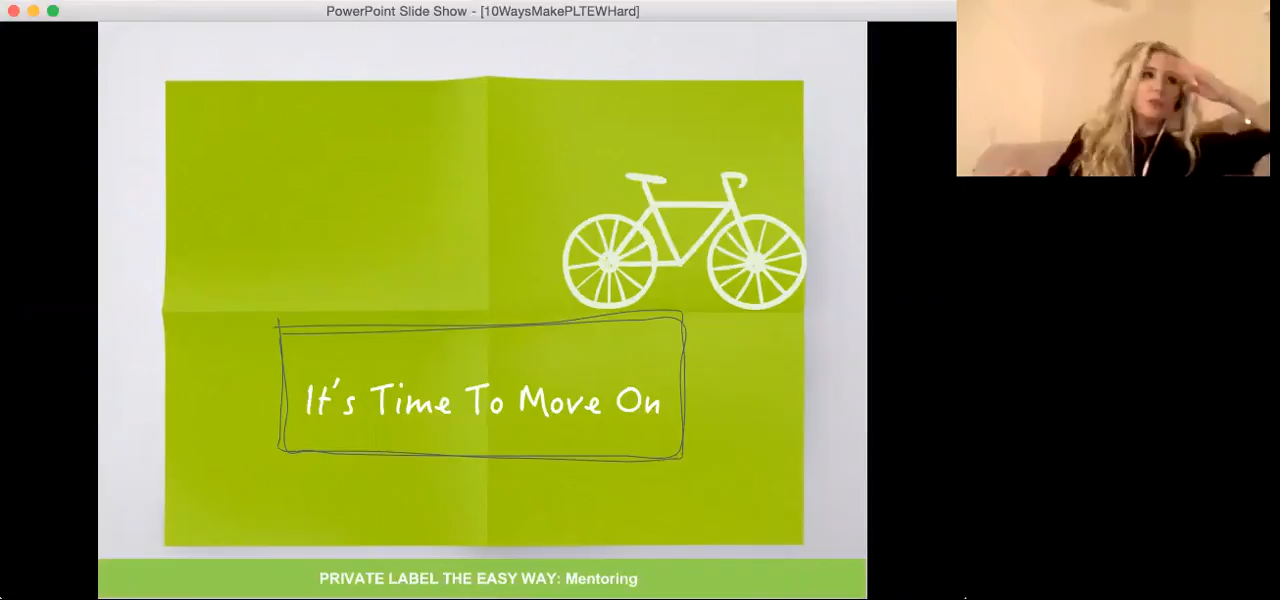 PowerPoint Slide Show - [10WaysMakePLTEWHard]
It's Time To Move On
PRIVATE LABEL THE EASY WAY: Mentoring